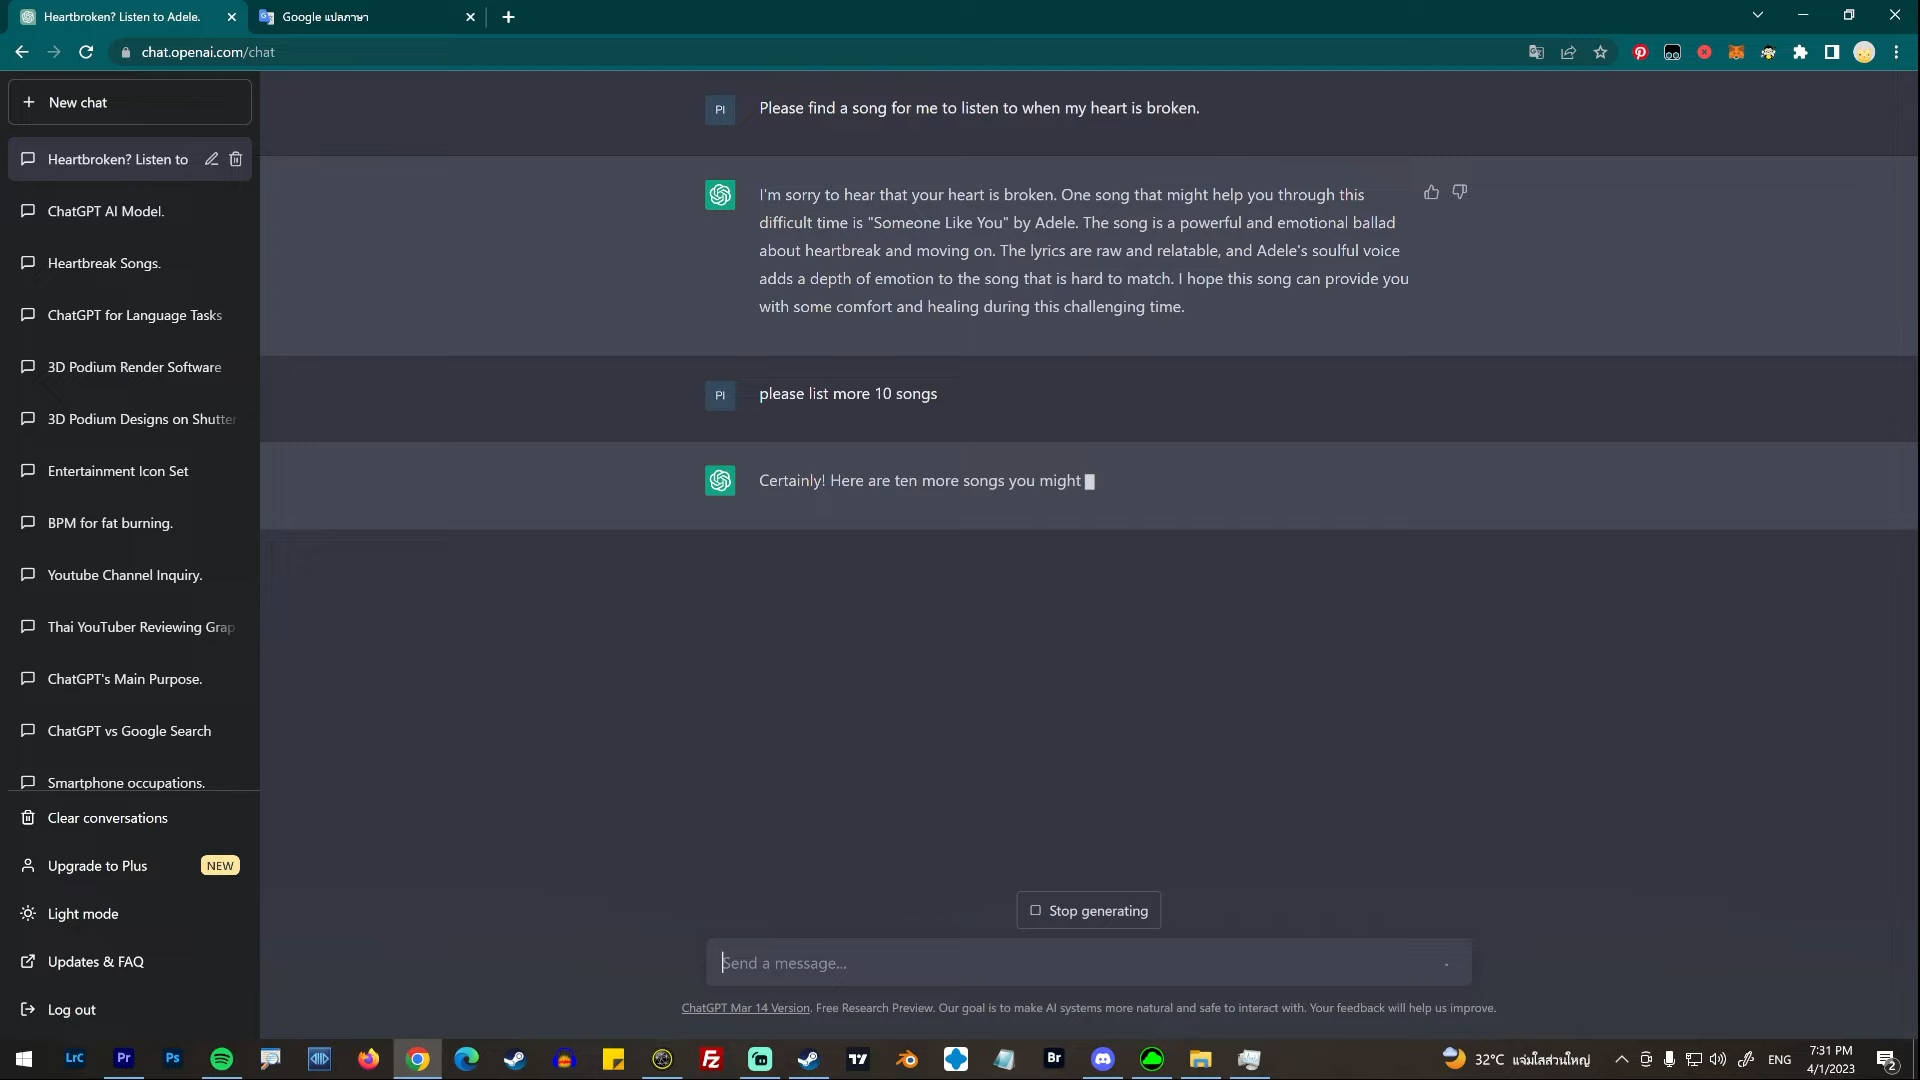 Heartbroken? Listen to Adele.
Google แปลภาษา
chat.openai.com/chat
New chat
Heartbroken? Listen to
ChatGPT AI Model.
Heartbreak Songs.
ChatGPT for Language Tasks
3D Podium Render Software
3D Podium Designs on Shutter
Entertainment Icon Set
BPM for fat burning.
Youtube Channel Inquiry.
Thai YouTuber Reviewing Grap
ChatGPT's Main Purpose.
ChatGPT vs Google Search
Smartphone occupations.
Clear conversations
Upgrade to Plus
NEW
Light mode
Updates & FAQ
Log out
PI
Please find a song for me to listen to when my heart is broken.
I'm sorry to hear that your heart is broken. One song that might help you through this
difficult time is "Someone Like You" by Adele. The song is a powerful and emotional ballad
about heartbreak and moving on. The lyrics are raw and relatable, and Adele's soulful voice
adds a depth of emotion to the song that is hard to match. I hope this song can provide you
with some comfort and healing during this challenging time.
PI
please list more 10 songs
Certainly! Here are ten more songs you might
Stop generating
Send a message...
ChatGPT Mar 14 Version. Free Research Preview. Our goal is to make AI systems more natural and safe to interact with. Your feedback will help us improve.
LrC
Pr
Ps
Fz
Br
32°C แจ่มใสส่วนใหญ่
ENG
7:31 PM
4/1/2023
2